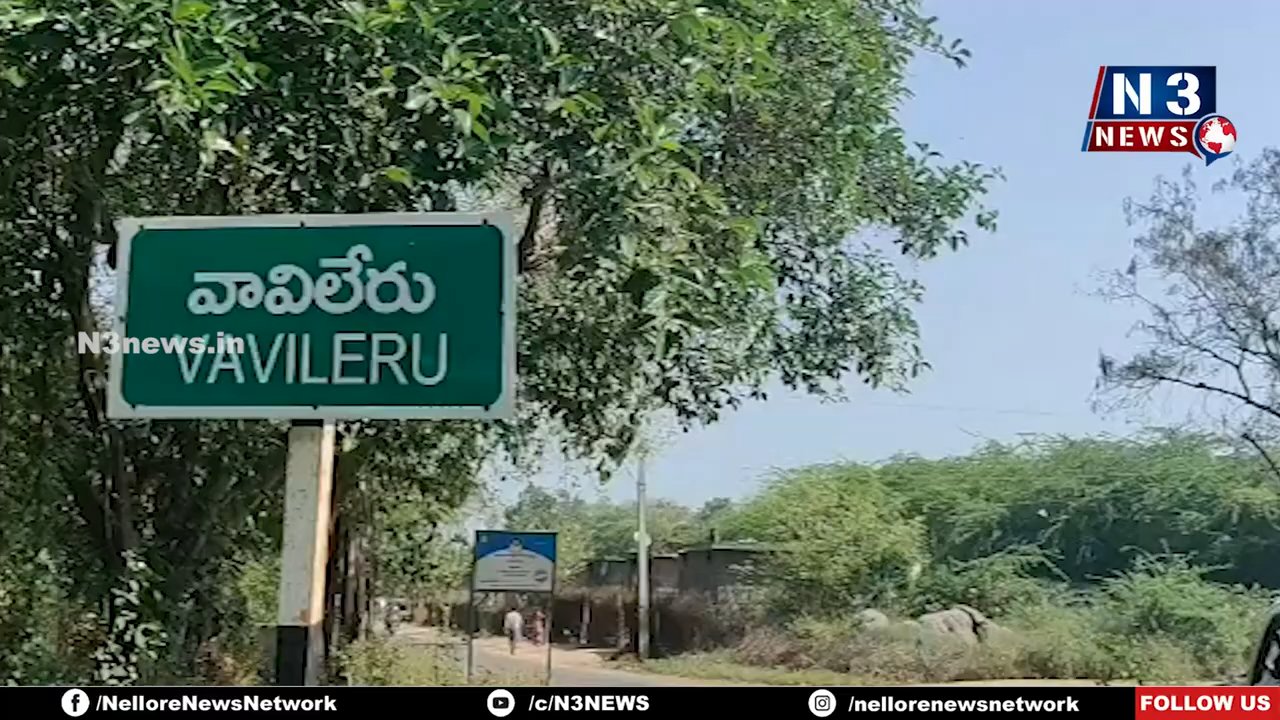 N3
NEWS
వావిలేరు
N3news.in
VAVILERU
/NelloreNewsNetwork
/c/N3NEWS
/nellorenewsnetwork
FOLLOW US